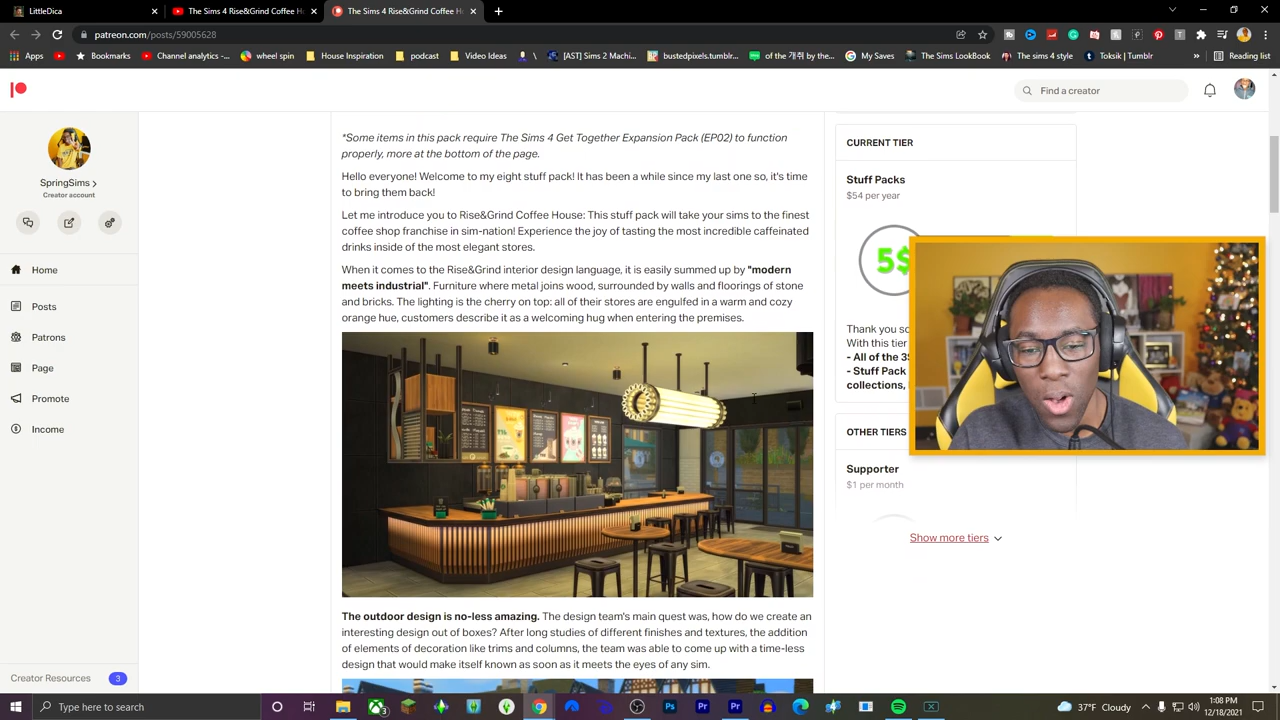 LittleDica
The Sims 4 Rise&Grind Coffee H
The Sims 4 Rise&Grind Coffee Ho
patreon.com/posts/59005628
Apps
Bookmarks
Channel analytics -...
wheel spin
House Inspiration
podcast
Video Ideas
[AST] Sims 2 Machi...
bustedpixels.tumblr...
of the 개쥐 by the e...
My Saves
The Sims LookBook
The sims 4 style
Toksik | Tumblr
»
Other bookmarks
Reading list
Find a creator
SpringSims
Creator account
Home
Posts
Patrons
Page
Promote
Income
Creator Resources
3
*Some items in this pack require The Sims 4 Get Together Expansion Pack (EP02) to function
properly, more at the bottom of the page.
Hello everyone! Welcome to my eight stuff pack! It has been a while since my last one so, it's time
to bring them back!
Let me introduce you to Rise&Grind Coffee House: This stuff pack will take your sims to the finest
coffee shop franchise in sim-nation! Experience the joy of tasting the most incredible caffeinated
drinks inside of the most elegant stores.
When it comes to the Rise&Grind interior design language, it is easily summed up by "modern
meets industrial". Furniture where metal joins wood, surrounded by walls and floorings of stone
and bricks. The lighting is the cherry on top: all of their stores are engulfed in a warm and cozy
orange hue, customers describe it as a welcoming hug when entering the premises.
The outdoor design is no-less amazing. The design team's main quest was, how do we create an
interesting design out of boxes? After long studies of different finishes and textures, the addition
of elements of decoration like trims and columns, the team was able to come up with a time-less
design that would make itself known as soon as it meets the eyes of any sim.
CURRENT TIER
Stuff Packs
$54 per year
5$
Thank you so
With this tier
- All of the 3$
- Stuff Pack
collections,
OTHER TIERS
Supporter
$1 per month
Show more tiers
Type here to search
37°F Cloudy
1:08 PM
12/18/2021